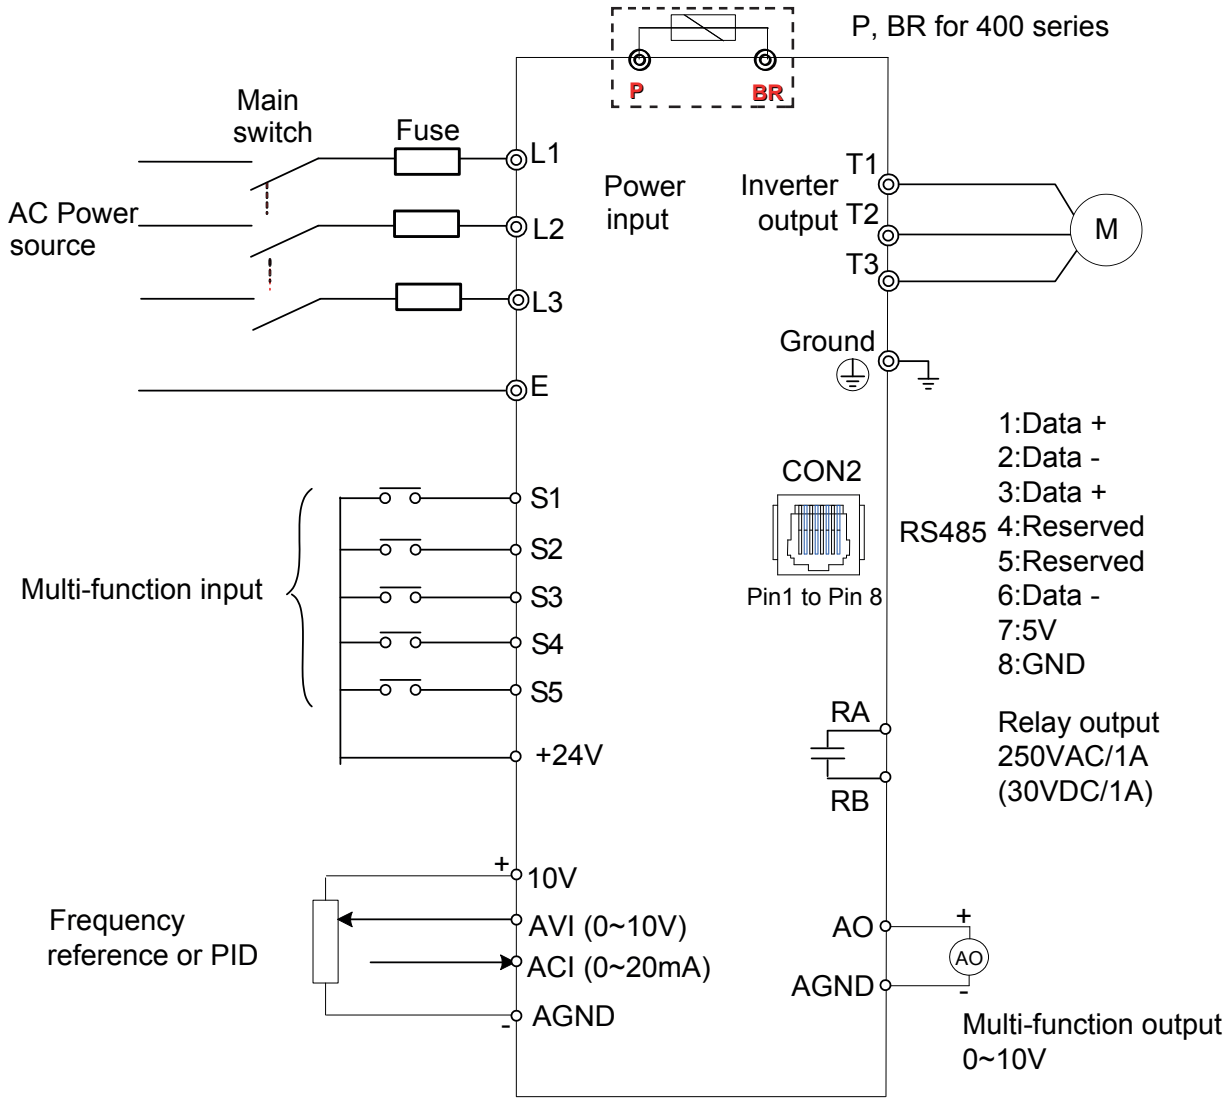 P, BR for 400 series
P
BR
Main
switch
Fuse
L1
Power
input
Inverter
output
T1
AC Power
source
L2
T2
M
L3
T3
Ground
E
1:Data +
2:Data -
3:Data +
4:Reserved
5:Reserved
6:Data -
7:5V
8:GND
CON2
RS485
Pin1 to Pin 8
Multi-function input
S1
S2
S3
S4
S5
+24V
RA
RB
Relay output
250VAC/1A
(30VDC/1A)
+
10V
Frequency
reference or PID
AVI (0~10V)
ACI (0~20mA)
-
AGND
AO
+
AO
AGND
-
Multi-function output
0~10V